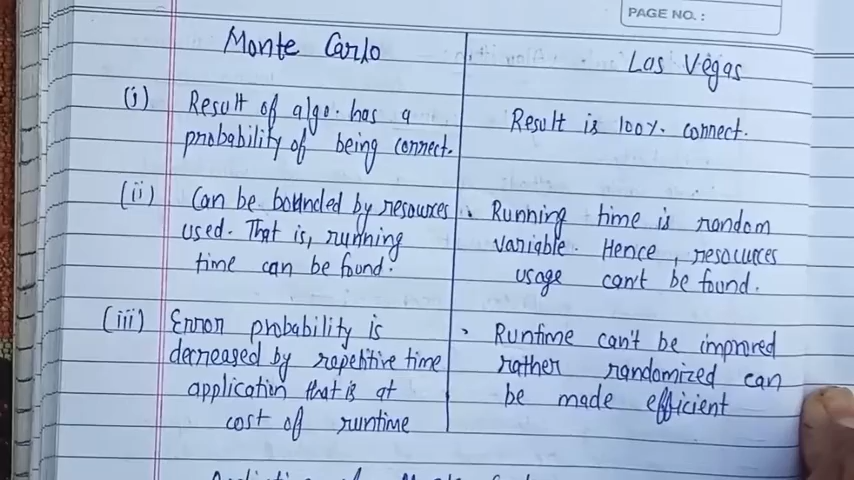 PAGE NO.:
Monte Carlo
Las Vegas
(i) Result of algo. has a
probability of being correct.
Result is 100%. correct.
(ii) Can be bounded by resources
used. That is, running
time can be found.
Running time is random
variable. Hence, resources
usage can't be found.
(iii) Error probability is
decreased by repetitive time
application that is at
cost of runtime
Runtime can't be improved
rather randomized can
be made efficient